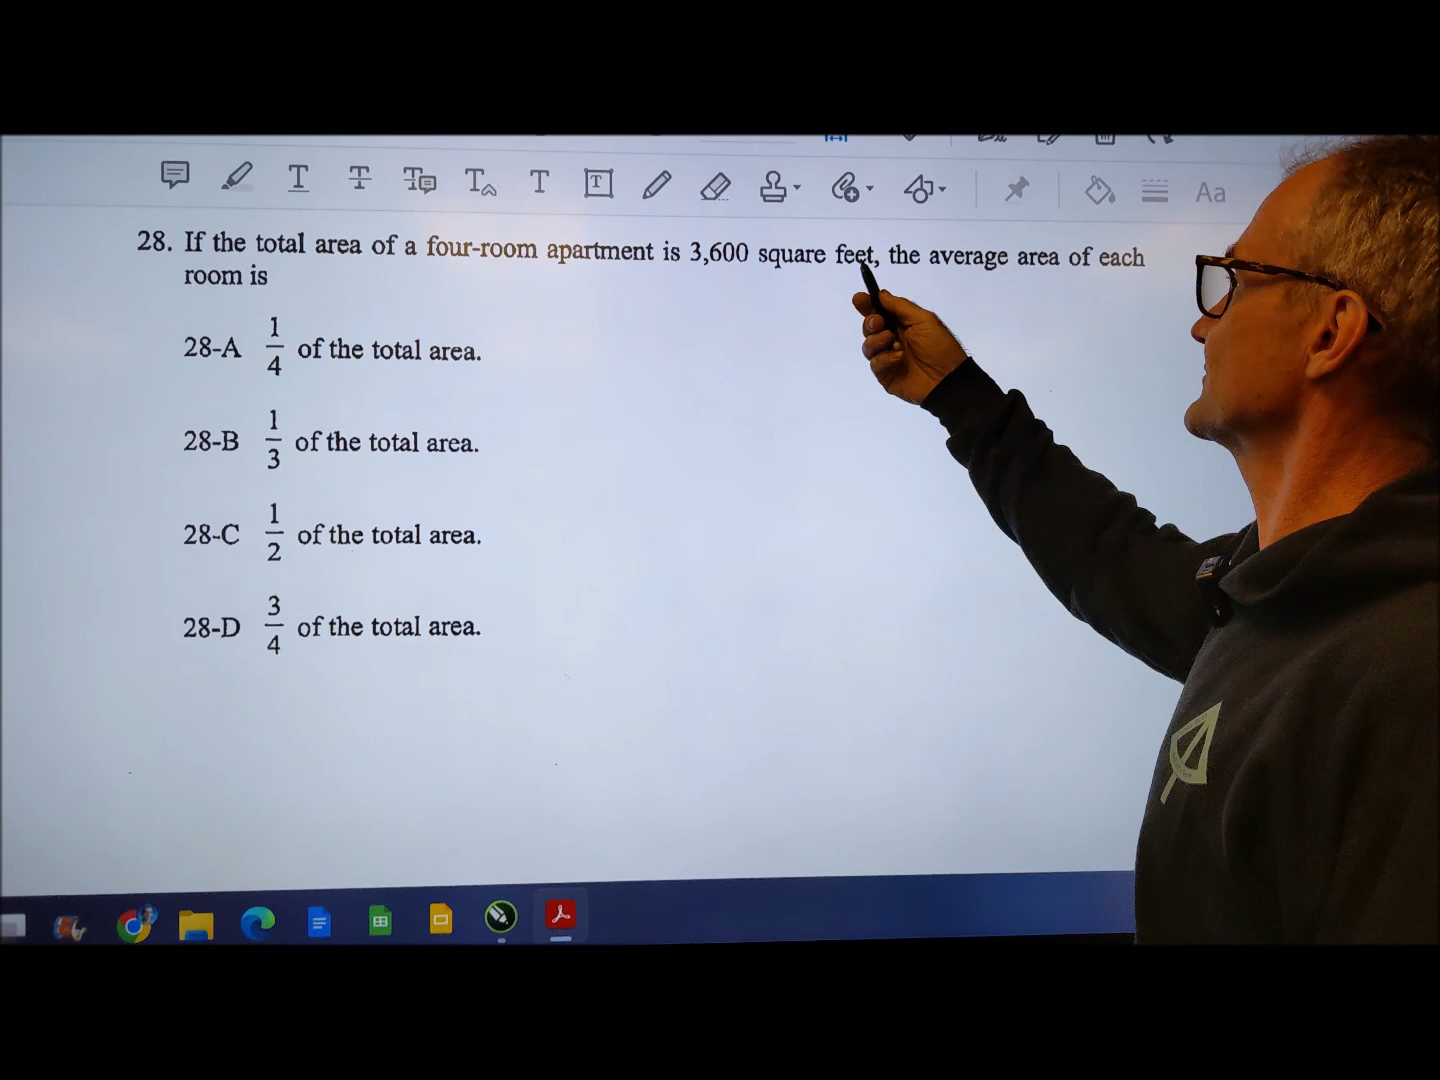 T T T T T T Aa
28. If the total area of a four-room apartment is 3,600 square feet, the average area of each
room is
28-A 1/4 of the total area.
28-B 1/3 of the total area.
28-C 1/2 of the total area.
28-D 3/4 of the total area.